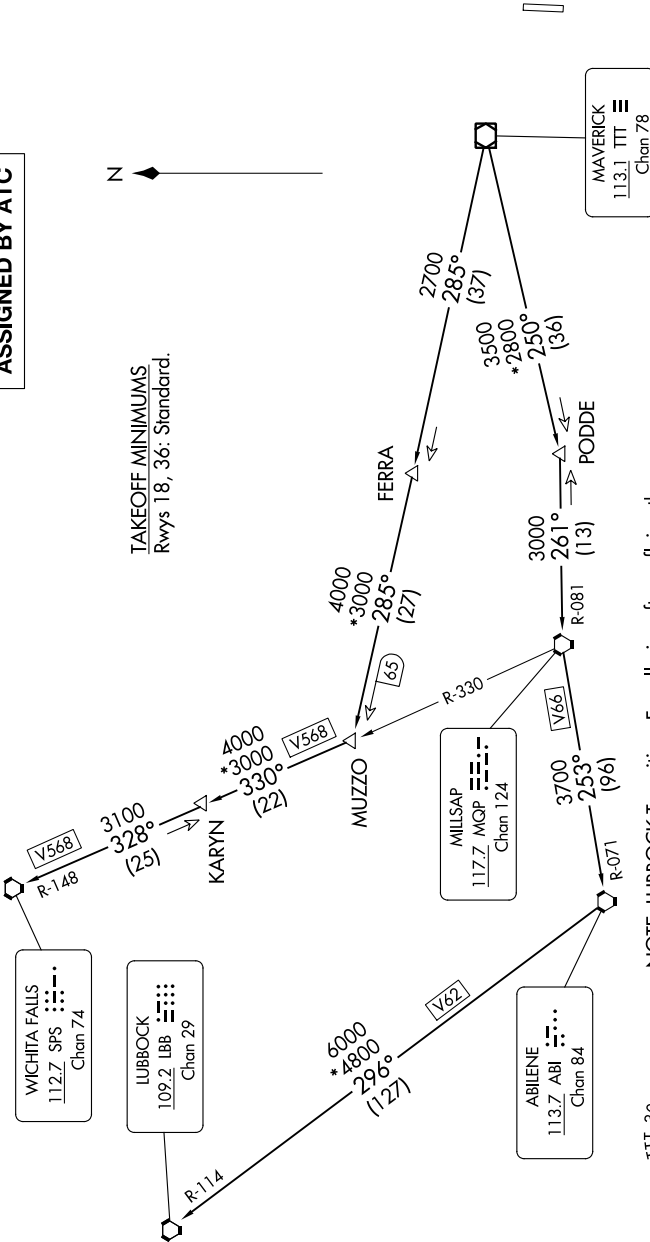 ASSIGNED BY ATC
N
TAKEOFF MINIMUMS
Rwys 18, 36: Standard.
WICHITA FALLS
112.7 SPS
Chan 74
R-148
V568
3100
328°
(25)
KARYN
4000
*3000
330°
(22)
V568
MUZZO
65
4000
*3000
285°
(27)
FERRA
2700
285°
(37)
MAVERICK
113.1 TTT
Chan 78
3500
*2800
250°
(36)
PODDE
3000
261°
(13)
R-081
R-330
MILLSAP
117.7 MQP
Chan 124
V66
3700
253°
(96)
R-071
ABILENE
113.7 ABI
Chan 84
V62
6000
*4800
296°
(127)
R-114
LUBBOCK
109.2 LBB
Chan 29